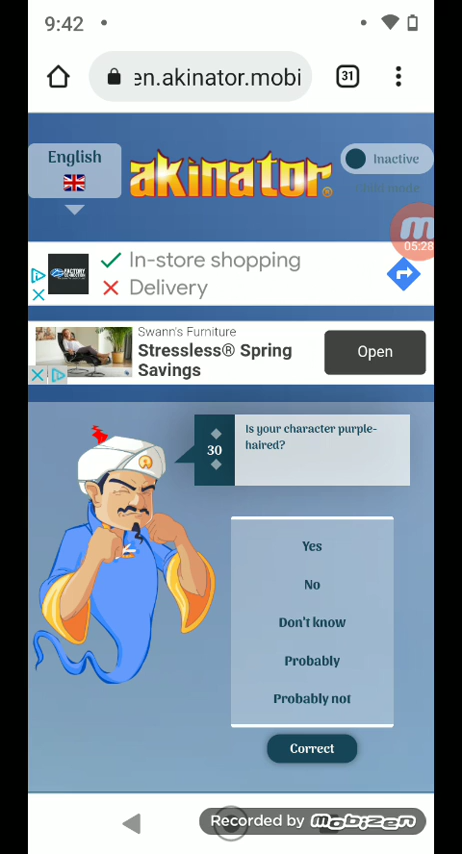 9:42
en.akinator.mobi
31
English
akinator
Inactive
05:28
In-store shopping
Delivery
Swann's Furniture
Stressless® Spring
Savings
Open
30
Is your character purple-
haired?
Yes
No
Don't know
Probably
Probably not
Correct
Recorded by mobizen